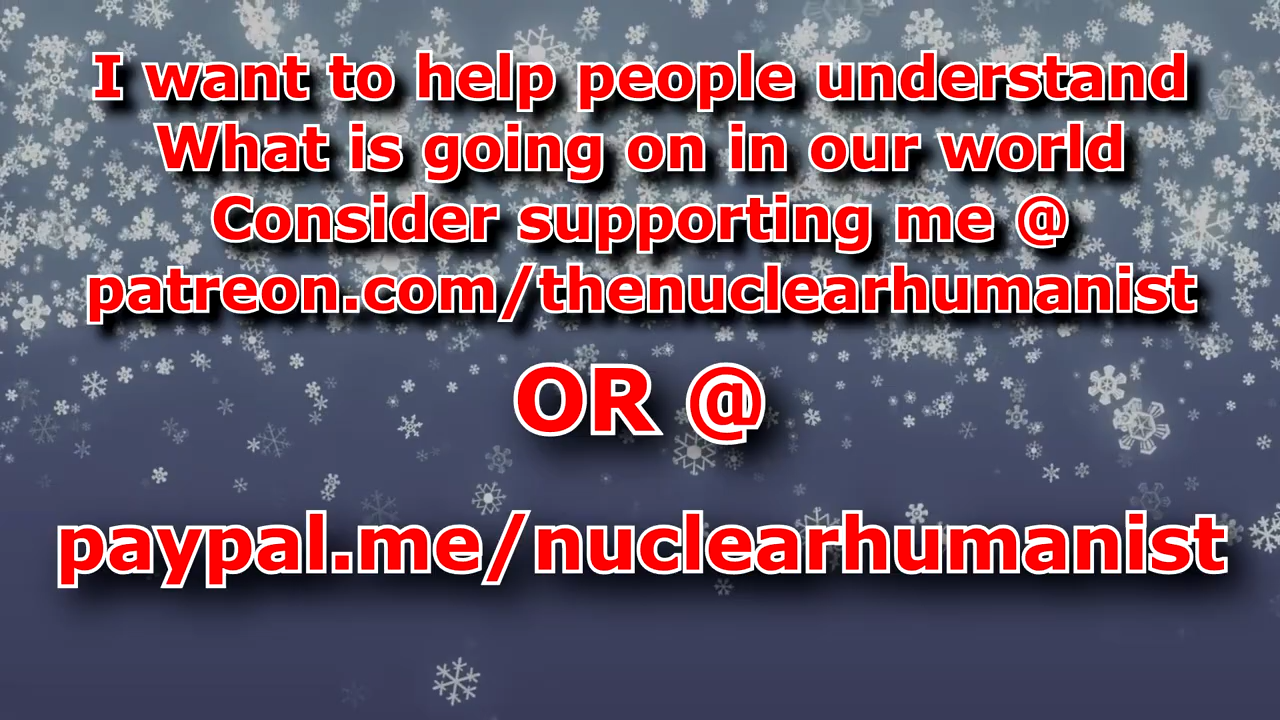 I want to help people understand
What is going on in our world
Consider supporting me @
patreon.com/thenuclearhumanist
OR @
paypal.me/nuclearhumanist